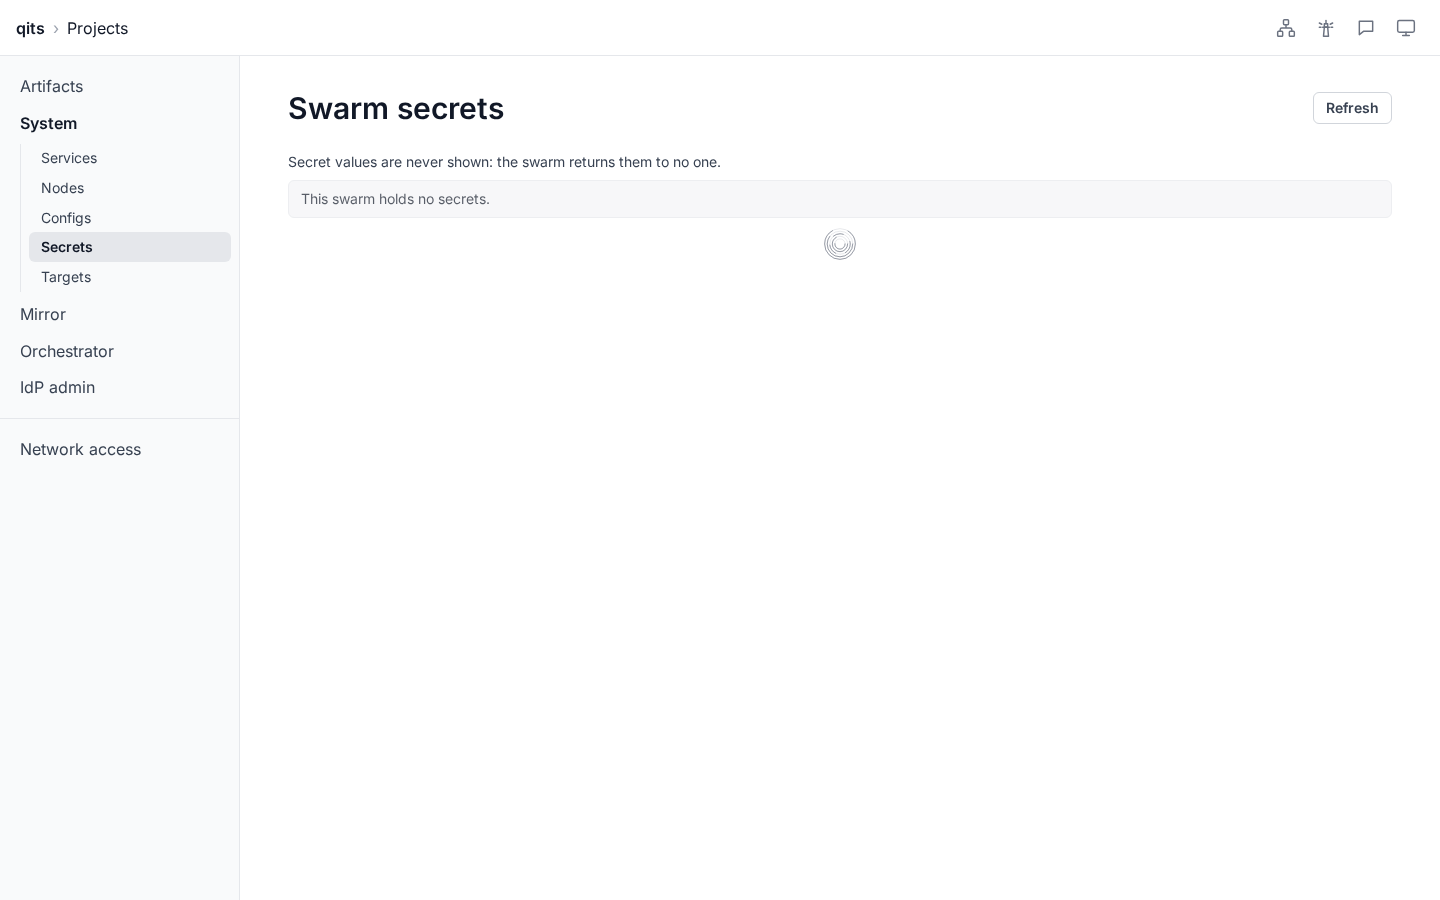 qits › Projects
Artifacts
System
Services
Nodes
Configs
Secrets
Targets
Mirror
Orchestrator
IdP admin
Network access
Swarm secrets
Refresh
Secret values are never shown: the swarm returns them to no one.
This swarm holds no secrets.